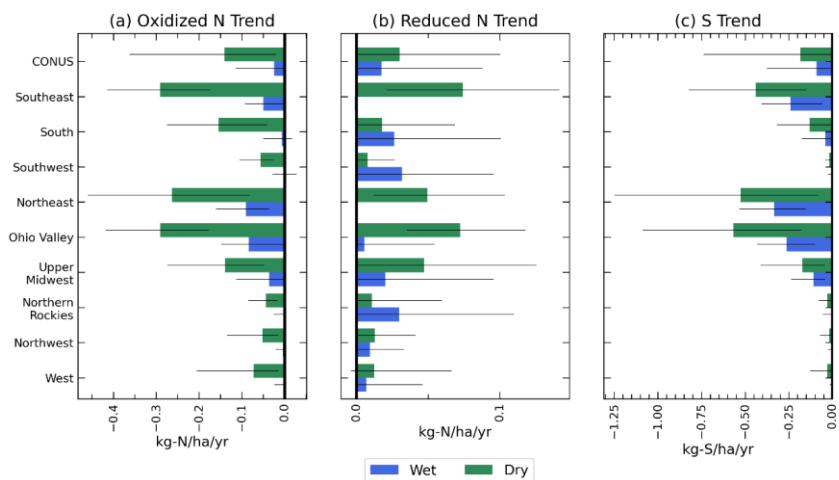 (a) Oxidized N Trend
(b) Reduced N Trend
(c) S Trend
CONUS
Southeast
South
Southwest
Northeast
Ohio Valley
Upper
Midwest
Northern
Rockies
Northwest
West
−0.4
−0.3
−0.2
−0.1
0.0
kg-N/ha/yr
0.0
0.1
kg-N/ha/yr
−1.25
−1.00
−0.75
−0.50
−0.25
0.00
kg-S/ha/yr
Wet
Dry